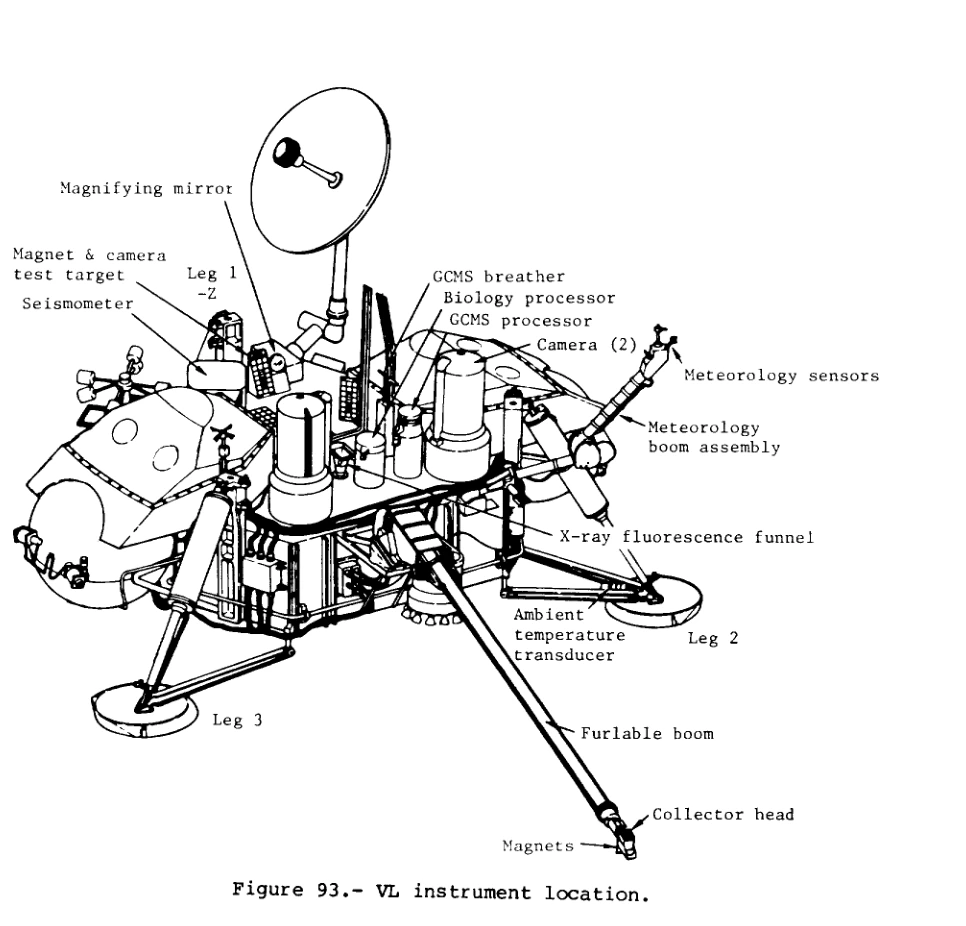 Magnifying mirror
Magnet & camera
test target
Leg 1
-Z
Seismometer
GCMS breather
Biology processor
GCMS processor
Camera (2)
Meteorology sensors
Meteorology
boom assembly
X-ray fluorescence funnel
Ambient
temperature
transducer
Leg 2
Leg 3
Furlable boom
Collector head
Magnets
Figure 93.- VL instrument location.